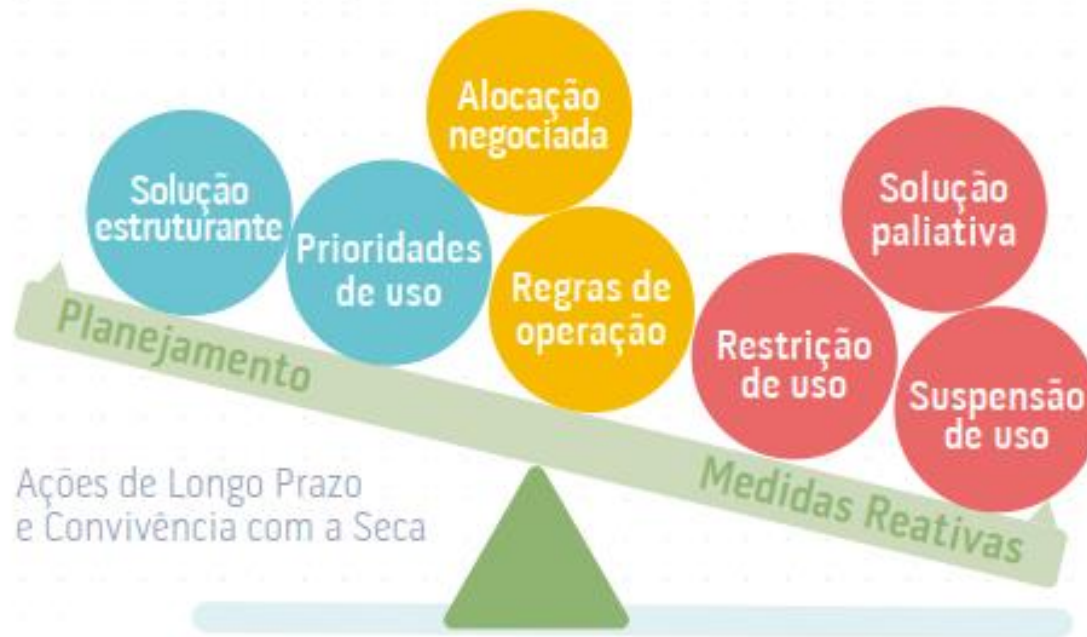 Alocação
negociada
Solução
estruturante
Prioridades
de uso
Regras de
operação
Solução
paliativa
Restrição
de uso
Suspensão
de uso
Planejamento
Medidas Reativas
Ações de Longo Prazo
e Convivência com a Seca